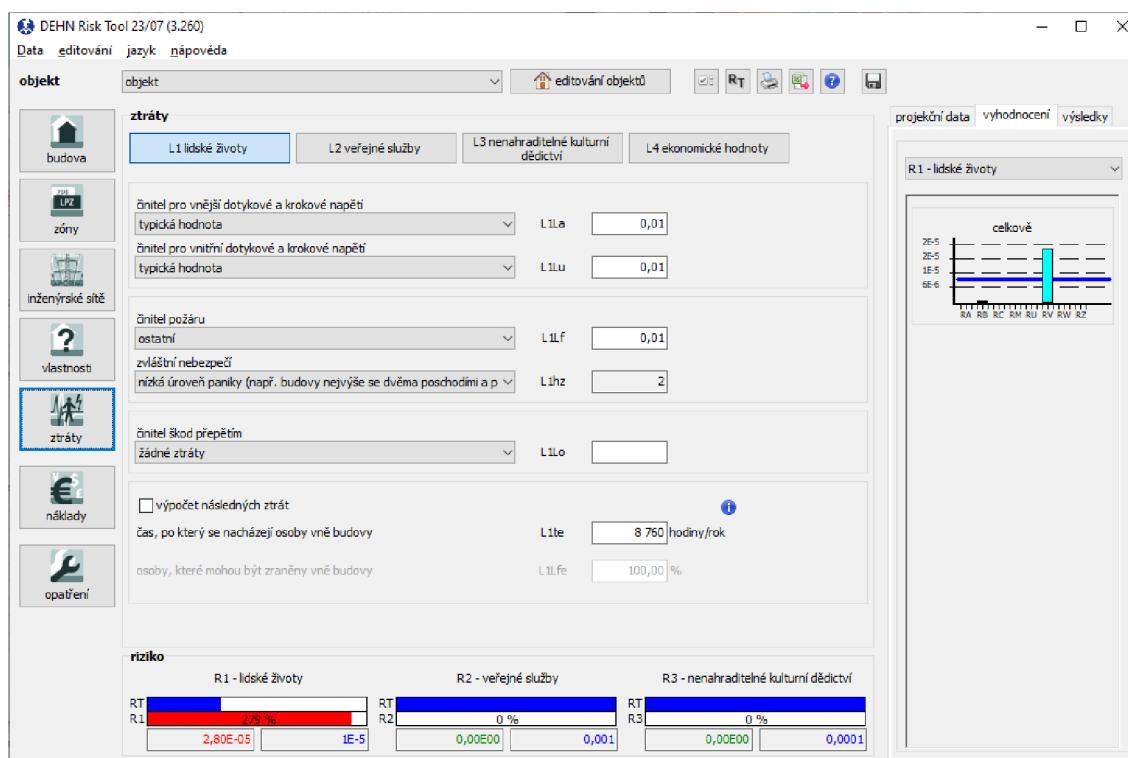 DEHN Risk Tool 23/07 (3.260)
Data editování jazyk nápověda
objekt objekt editování objektů RT
ztráty
projekční data vyhodnocení výsledky
budova
zóny
inženýrské sítě
vlastnosti
ztráty
náklady
opatření
L1 lidské životy L2 veřejné služby L3 nenahraditelné kulturní dědictví L4 ekonomické hodnoty
činitel pro vnější dotykové a krokové napětí
typická hodnota L1La 0,01
činitel pro vnitřní dotykové a krokové napětí
typická hodnota L1Lu 0,01
činitel požáru
ostatní L1Lf 0,01
zvláštní nebezpečí
nízká úroveň paniky (např. budovy nejvýše se dvěma poschodími a p L1hz 2
činitel škod přepětím
žádné ztráty L1Lo
výpočet následných ztrát
čas, po který se nacházejí osoby vně budovy L1te 8 760 hodiny/rok
osoby, které mohou být zraněny vně budovy L1Lfe 100,00 %
R1 - lidské životy
celkově
2E-5
2E-5
1E-5
6E-6
RA RB RC RM RU RV RW RZ
riziko
R1 - lidské životy R2 - veřejné služby R3 - nenahraditelné kulturní dědictví
RT RT RT
R1 279 % R2 0 % R3 0 %
2,80E-05 1E-5 0,00E00 0,001 0,00E00 0,0001